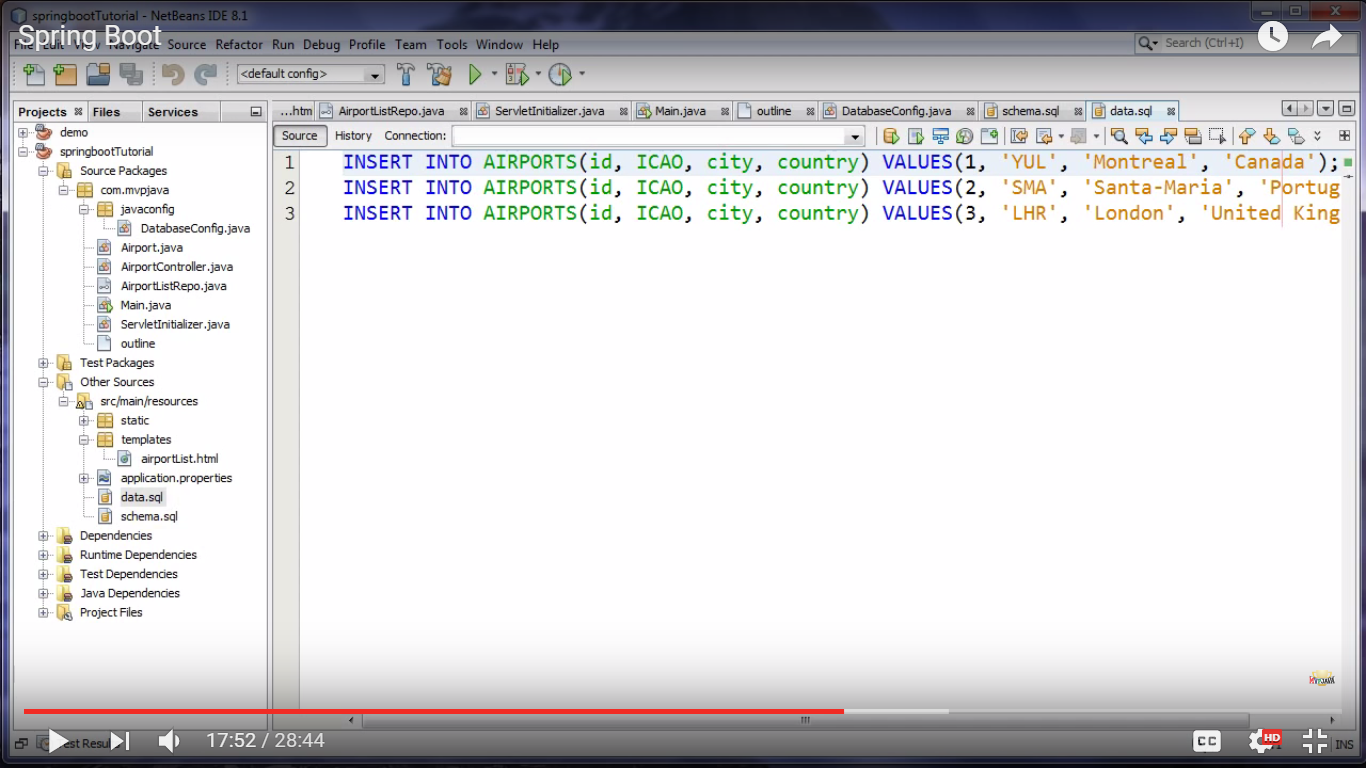 springbootTutorial - NetBeans IDE 8.1
Spring Boot
File Edit View Navigate Source Refactor Run Debug Profile Team Tools Window Help
Search (Ctrl+I)
<default config>
Projects Files Services
...htm AirportListRepo.java ServletInitializer.java Main.java outline DatabaseConfig.java schema.sql data.sql
Source History Connection:
demo
springbootTutorial
Source Packages
com.mvpjava
javaconfig
DatabaseConfig.java
Airport.java
AirportController.java
AirportListRepo.java
Main.java
ServletInitializer.java
outline
Test Packages
Other Sources
src/main/resources
static
templates
airportList.html
application.properties
data.sql
schema.sql
Dependencies
Runtime Dependencies
Test Dependencies
Java Dependencies
Project Files
1 INSERT INTO AIRPORTS(id, ICAO, city, country) VALUES(1, 'YUL', 'Montreal', 'Canada');
2 INSERT INTO AIRPORTS(id, ICAO, city, country) VALUES(2, 'SMA', 'Santa-Maria', 'Portug
3 INSERT INTO AIRPORTS(id, ICAO, city, country) VALUES(3, 'LHR', 'London', 'United King
17:52 / 28:44
CC
HD
INS